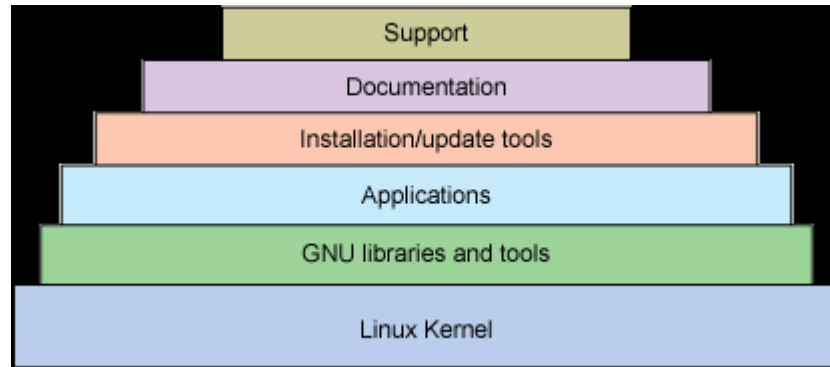 Support
Documentation
Installation/update tools
Applications
GNU libraries and tools
Linux Kernel